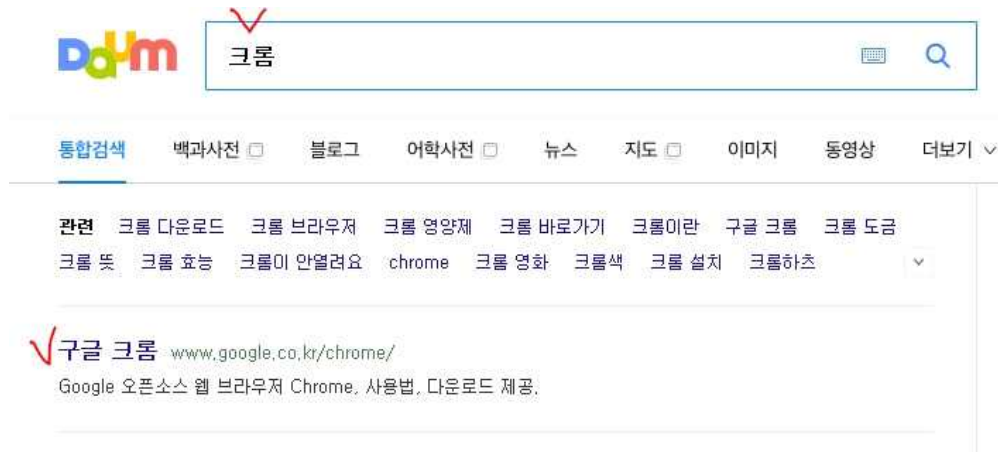 Daum
크롬
통합검색 백과사전 블로그 어학사전 뉴스 지도 이미지 동영상 더보기
관련 크롬 다운로드 크롬 브라우저 크롬 영양제 크롬 바로가기 크롬이란 구글 크롬 크롬 도금
크롬 뜻 크롬 효능 크롬이 안열려요 chrome 크롬 영화 크롬색 크롬 설치 크롬하츠
구글 크롬 www.google.co.kr/chrome/
Google 오픈소스 웹 브라우저 Chrome, 사용법, 다운로드 제공.